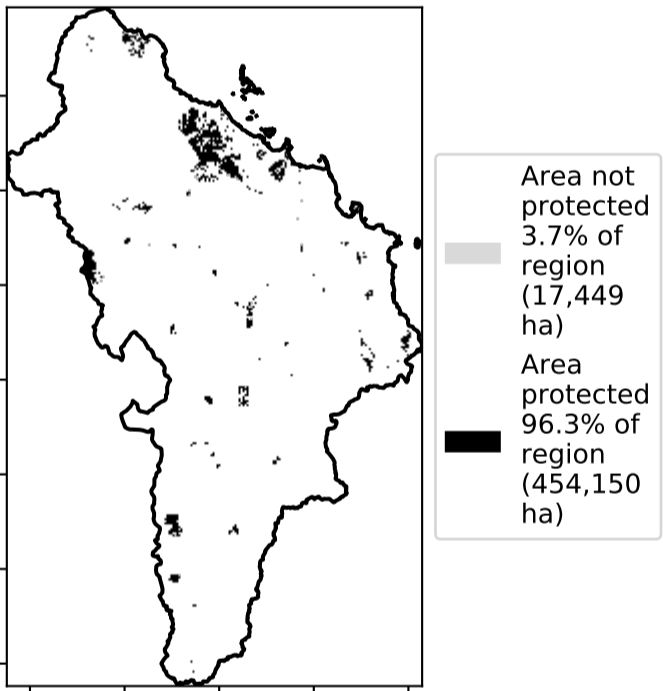 Area not
protected
3.7% of
region
(17,449
ha)
Area
protected
96.3% of
region
(454,150
ha)